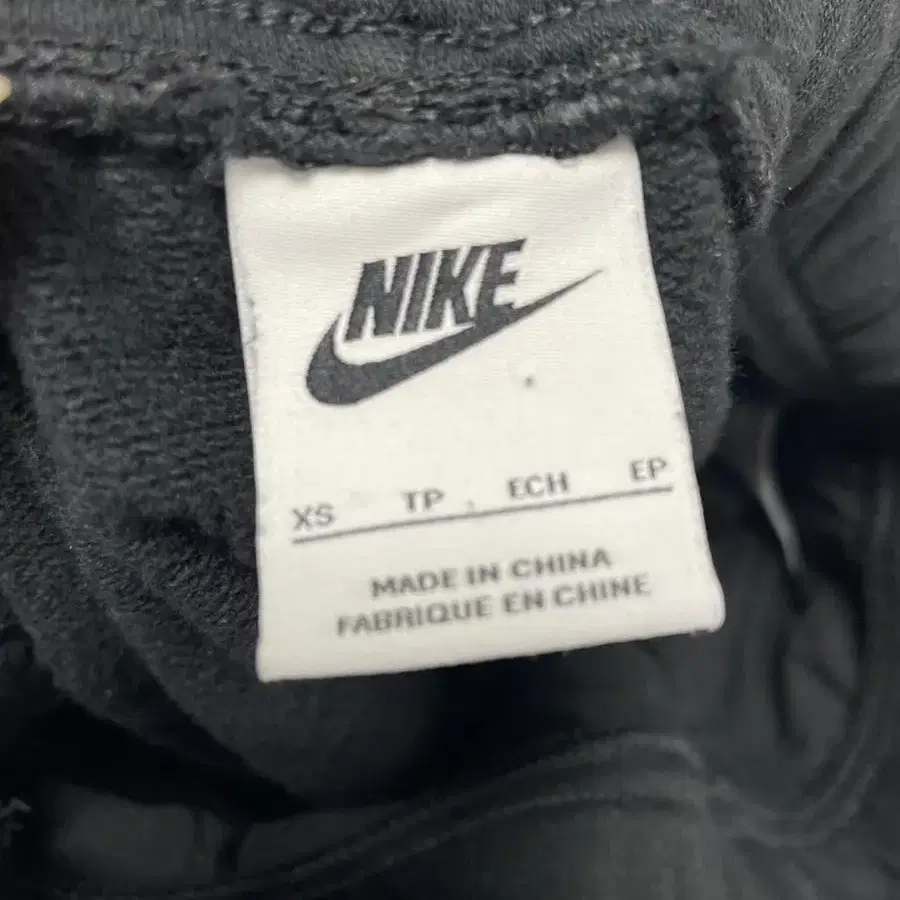 NIKE
XS TP ECH EP
MADE IN CHINA
FABRIQUE EN CHINE